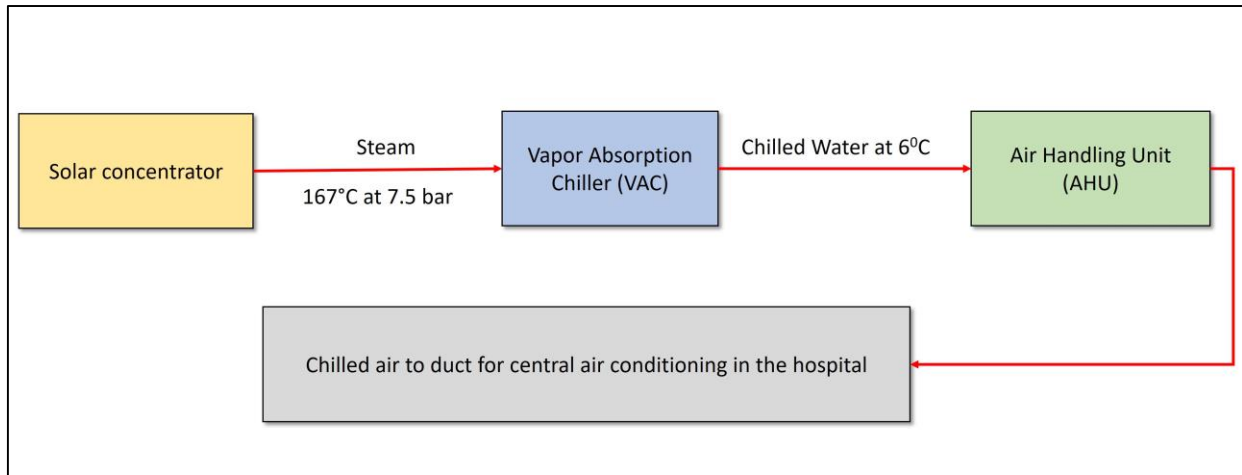 Solar concentrator
Steam
167°C at 7.5 bar
Vapor Absorption
Chiller (VAC)
Chilled Water at 6⁰C
Air Handling Unit
(AHU)
Chilled air to duct for central air conditioning in the hospital